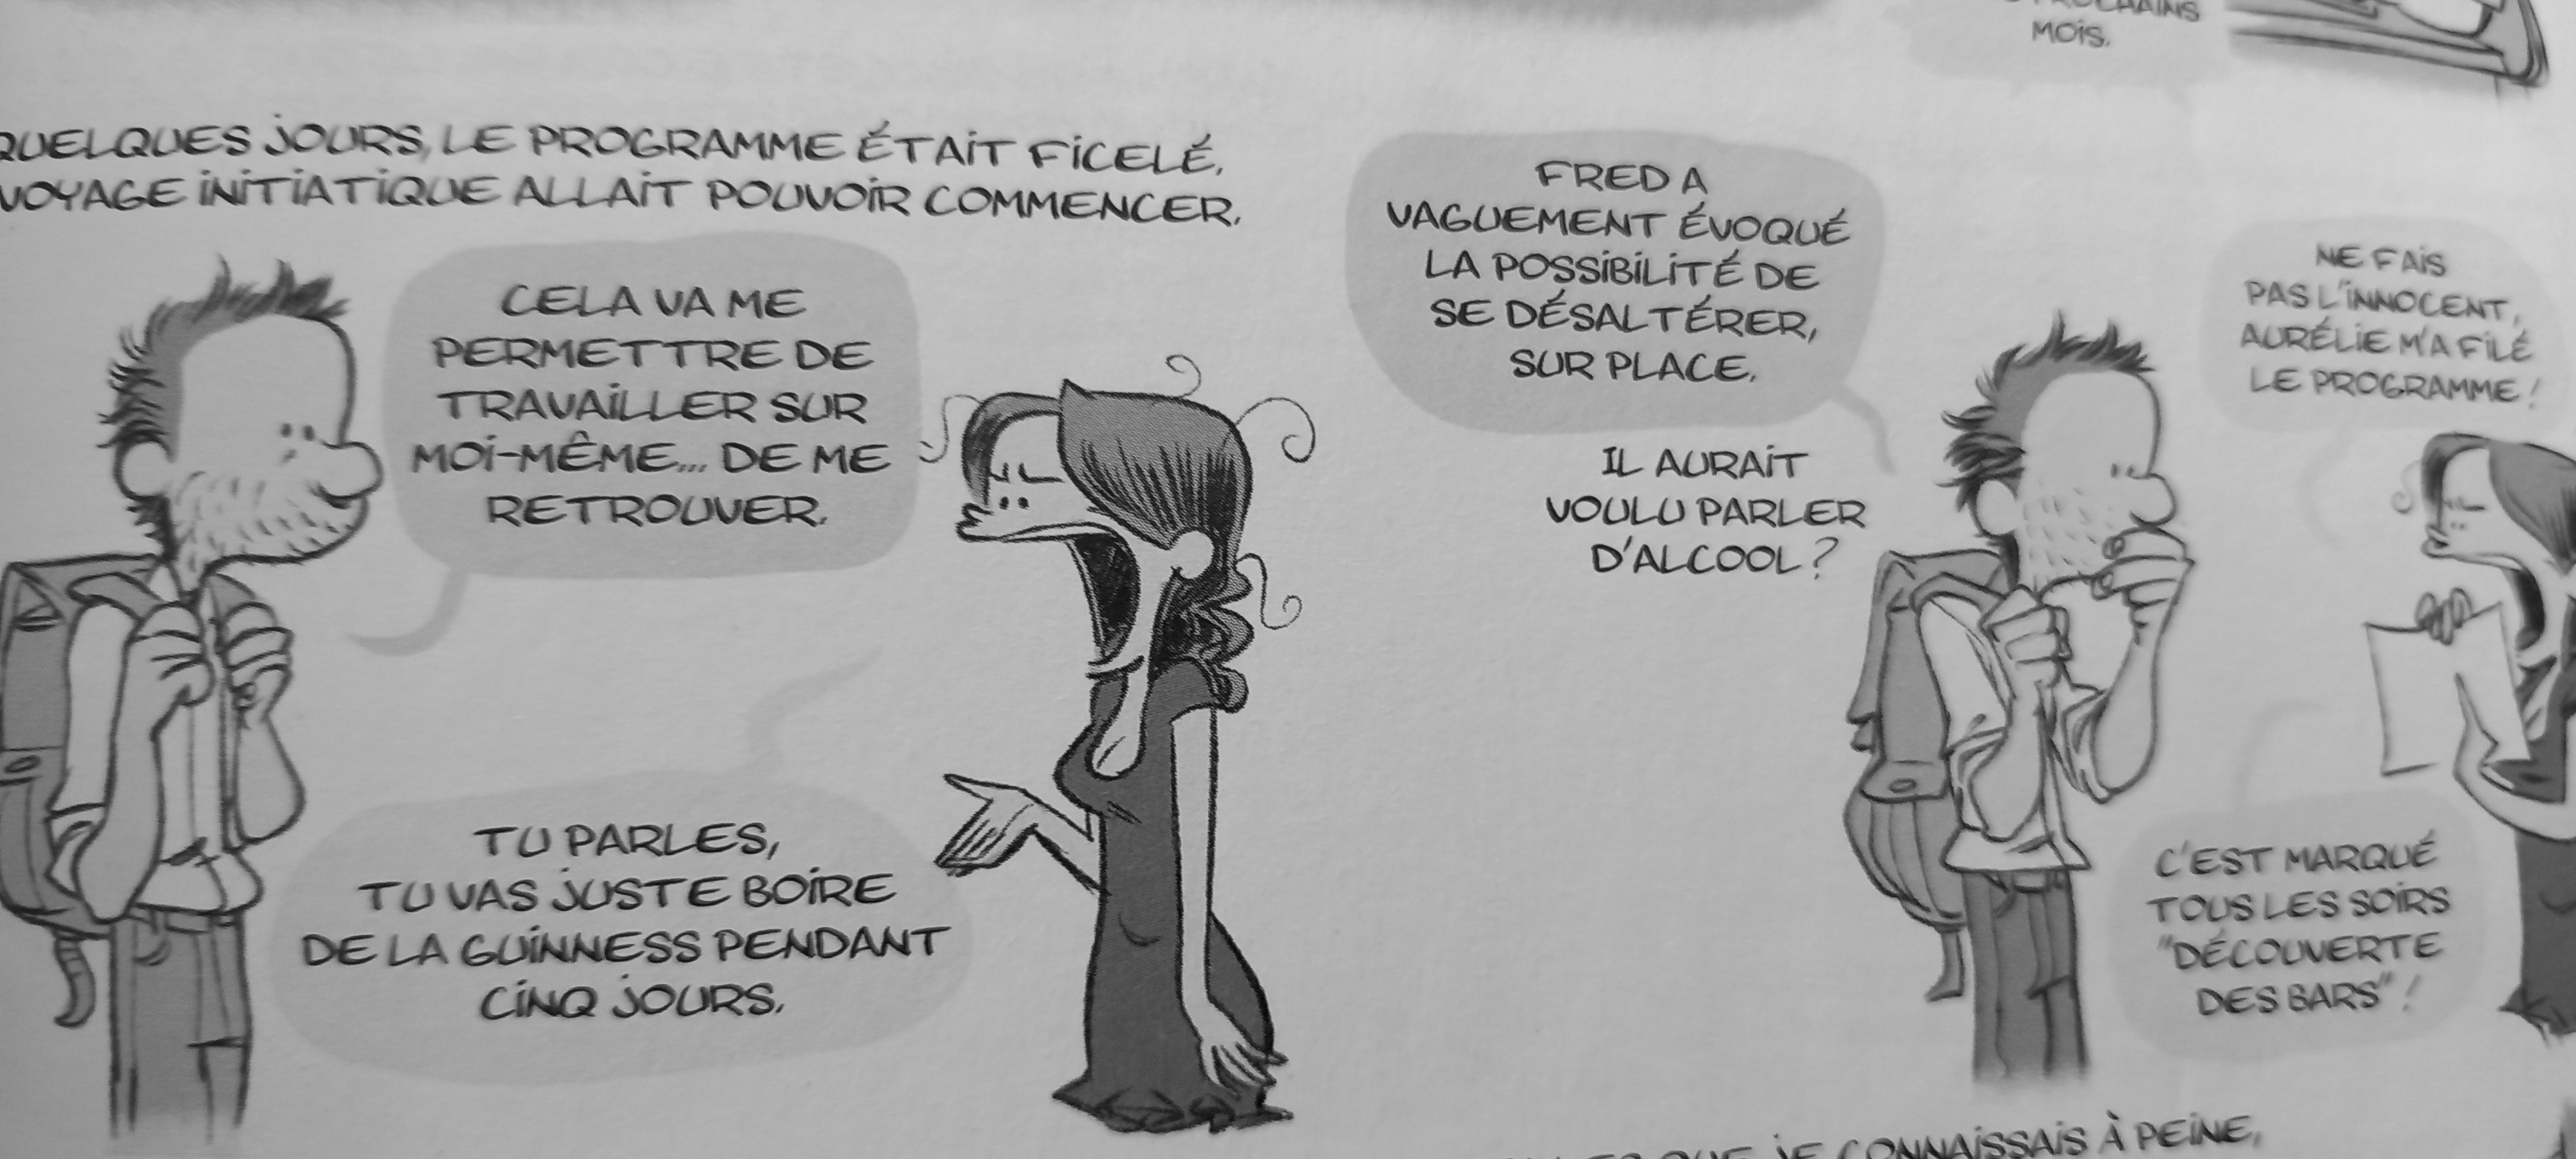 QUELQUES JOURS, LE PROGRAMME ÉTAIT FICELÉ,
VOYAGE INITIATIQUE ALLAIT POUVOIR COMMENCER.
CELA VA ME
PERMETTRE DE
TRAVAILLER SUR
MOI-MÊME... DE ME
RETROUVER.
TU PARLES,
TU VAS JUSTE BOIRE
DE LA GUINNESS PENDANT
CINQ JOURS.
FRED A
VAGUEMENT ÉVOQUÉ
LA POSSIBILITÉ DE
SE DÉSALTÉRER,
SUR PLACE.
IL AURAIT
VOULU PARLER
D'ALCOOL ?
NE FAIS
PAS L'INNOCENT,
AURÉLIE M'A FILÉ
LE PROGRAMME !
C'EST MARQUÉ
TOUS LES SOIRS
"DÉCOUVERTE
DES BARS" !
MOIS.
QUE JE CONNAISSAIS À PEINE,